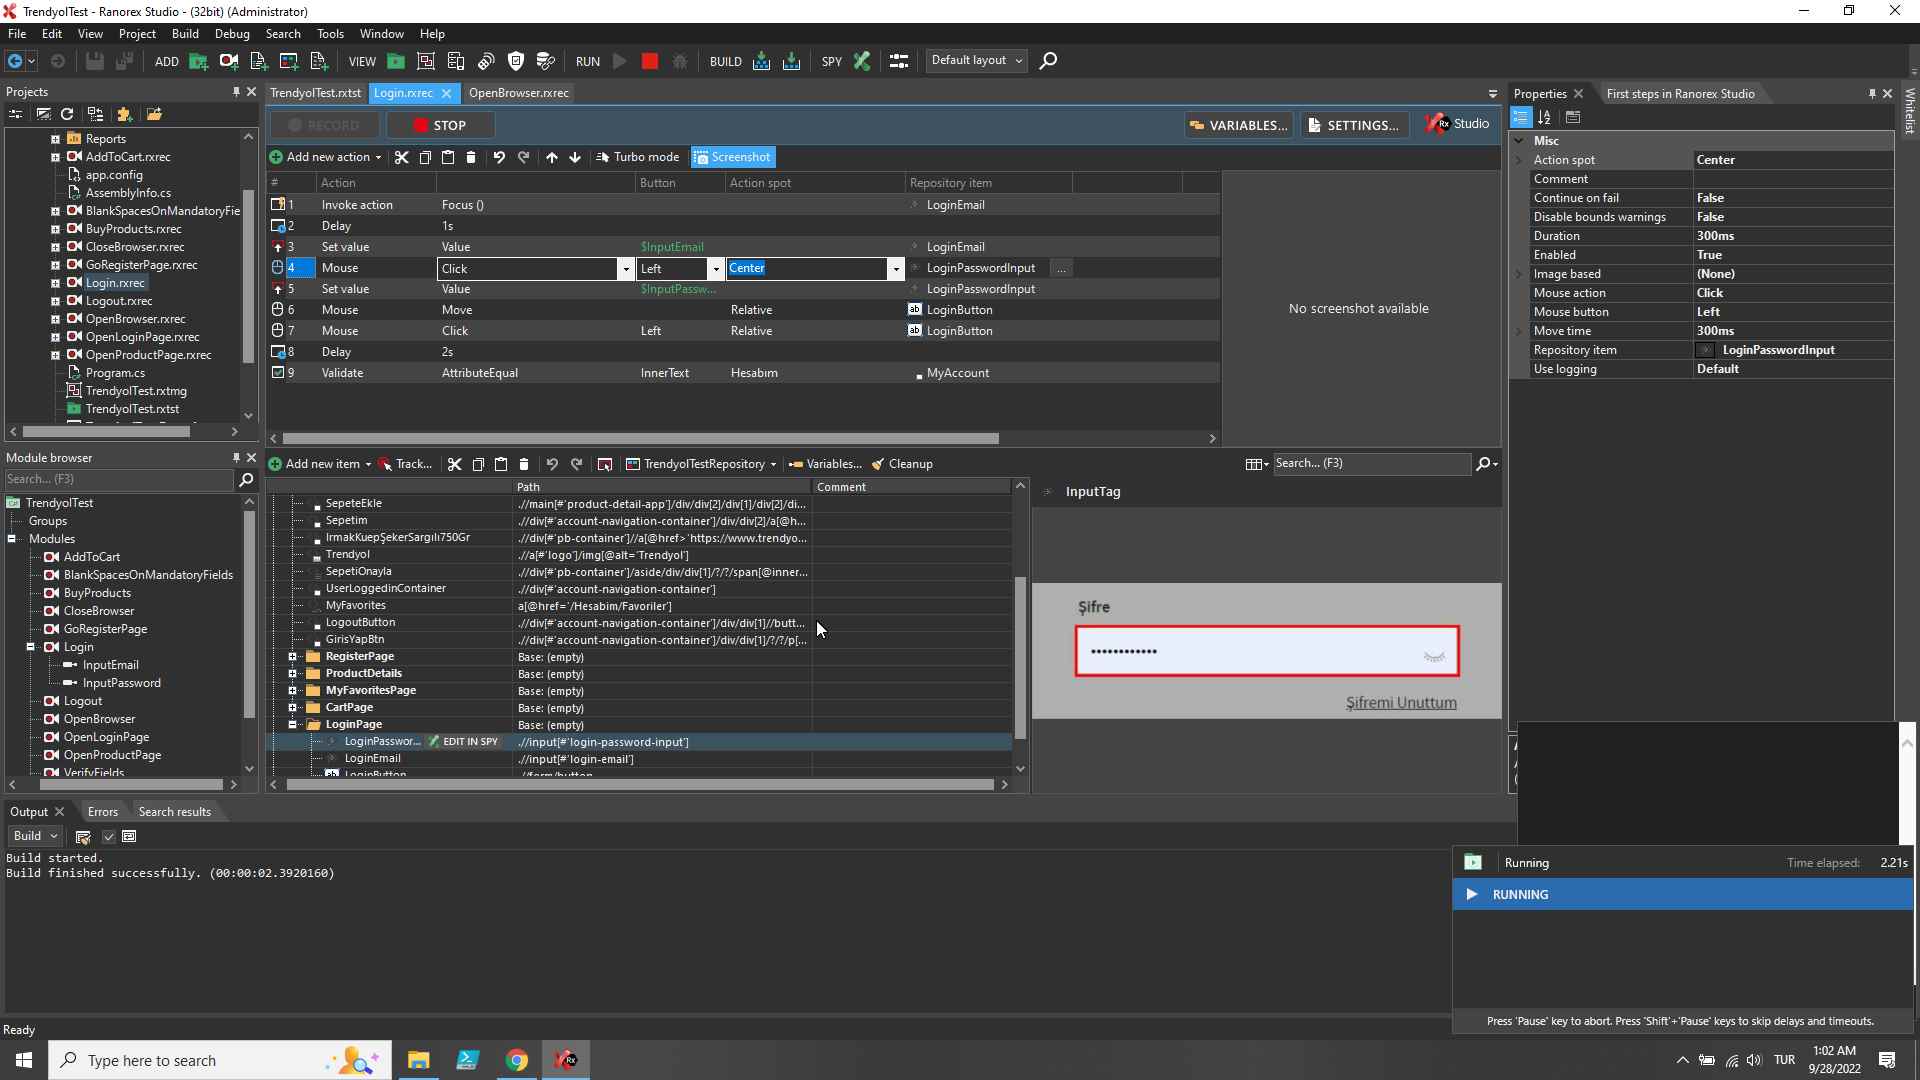 TrendyolTest - Ranorex Studio - (32bit) (Administrator)
File Edit View Project Build Debug Search Tools Window Help
ADD VIEW RUN BUILD SPY Default layout
Projects
Reports
AddToCart.rxrec
app.config
AssemblyInfo.cs
BlankSpacesOnMandatoryFie
BuyProducts.rxrec
CloseBrowser.rxrec
GoRegisterPage.rxrec
Login.rxrec
Logout.rxrec
OpenBrowser.rxrec
OpenLoginPage.rxrec
OpenProductPage.rxrec
Program.cs
TrendyolTest.rxtmg
TrendyolTest.rxtst
Module browser
Search... (F3)
TrendyolTest
Groups
Modules
AddToCart
BlankSpacesOnMandatoryFields
BuyProducts
CloseBrowser
GoRegisterPage
Login
InputEmail
InputPassword
Logout
OpenBrowser
OpenLoginPage
OpenProductPage
VerifyFields
TrendyolTest.rxtst Login.rxrec OpenBrowser.rxrec
RECORD STOP VARIABLES... SETTINGS... Rx Studio
Add new action Turbo mode Screenshot
# Action Button Action spot Repository item
1 Invoke action Focus () LoginEmail
2 Delay 1s
3 Set value Value $InputEmail LoginEmail
4 Mouse Click Left Center LoginPasswordInput ...
5 Set value Value $InputPassw... LoginPasswordInput
6 Mouse Move Relative ab LoginButton
7 Mouse Click Left Relative ab LoginButton
8 Delay 2s
9 Validate AttributeEqual InnerText Hesabım MyAccount
No screenshot available
Add new item Track... TrendyolTestRepository Variables... Cleanup Search... (F3)
Path Comment
SepeteEkle .//main[#'product-detail-app']/div/div[2]/div[1]/div[2]/di...
Sepetim .//div[#'account-navigation-container']/div/div[2]/a[@h...
IrmakKuepŞekerSargılı750Gr .//div[#'pb-container']//a[@href>'https://www.trendyo...
Trendyol .//a[#'logo']/img[@alt='Trendyol']
SepetiOnayla .//div[#'pb-container']/aside/div/div[1]/?/?/span[@inner...
UserLoggedinContainer .//div[#'account-navigation-container']
MyFavorites a[@href='/Hesabim/Favoriler']
LogoutButton .//div[#'account-navigation-container']/div/div[1]//butt...
GirisYapBtn .//div[#'account-navigation-container']/div/div[1]/?/?/p[...
RegisterPage Base: (empty)
ProductDetails Base: (empty)
MyFavoritesPage Base: (empty)
CartPage Base: (empty)
LoginPage Base: (empty)
LoginPasswor... EDIT IN SPY .//input[#'login-password-input']
LoginEmail .//input[#'login-email']
ab LoginButton .//form/button
InputTag
Şifre
••••••••••••
Şifremi Unuttum
Properties First steps in Ranorex Studio
Whitelist
Misc
Action spot Center
Comment
Continue on fail False
Disable bounds warnings False
Duration 300ms
Enabled True
Image based (None)
Mouse action Click
Mouse button Left
Move time 300ms
Repository item LoginPasswordInput
Use logging Default
Output Errors Search results
Build
Build started.
Build finished successfully. (00:00:02.3920160)
Running Time elapsed: 2.21s
RUNNING
Press 'Pause' key to abort. Press 'Shift'+'Pause' keys to skip delays and timeouts.
Ready
Type here to search
Rx
TUR
1:02 AM
9/28/2022